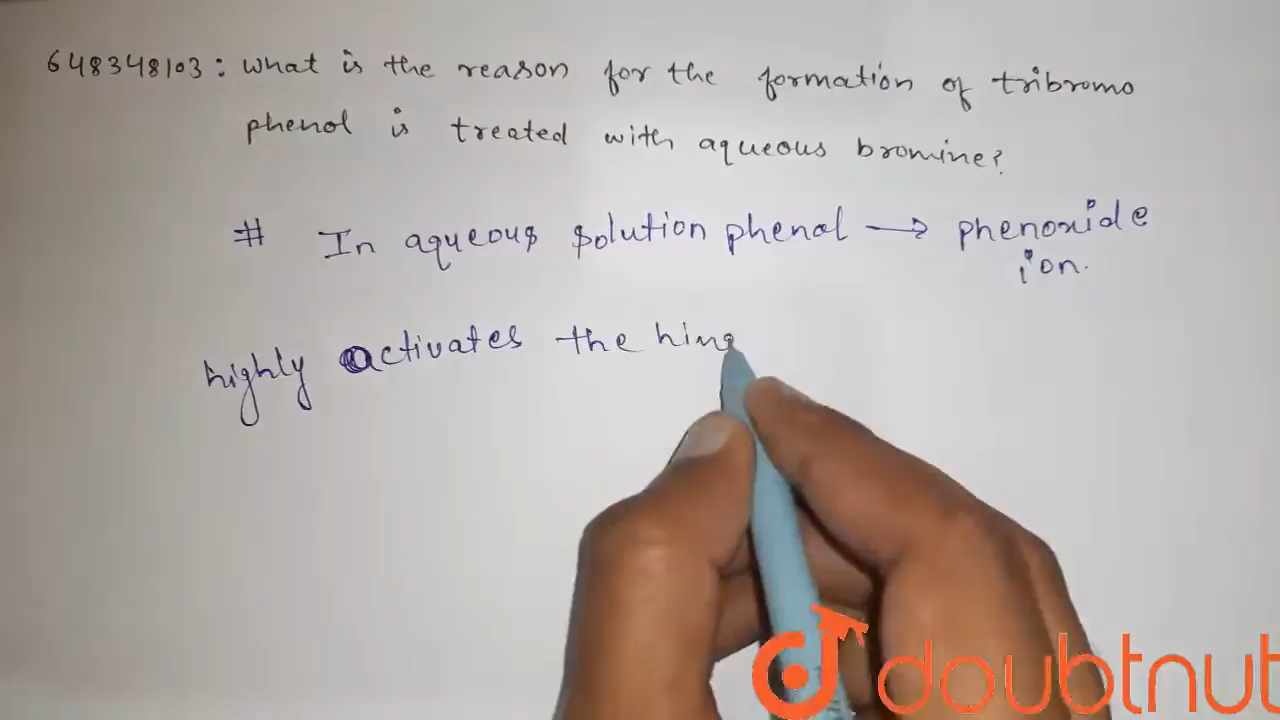 648348103: What is the reason for the formation of tribromo
phenol is treated with aqueous bromine?
# In aqueous solution phenol → phenoxide
ion.
highly activates the
doubtnut